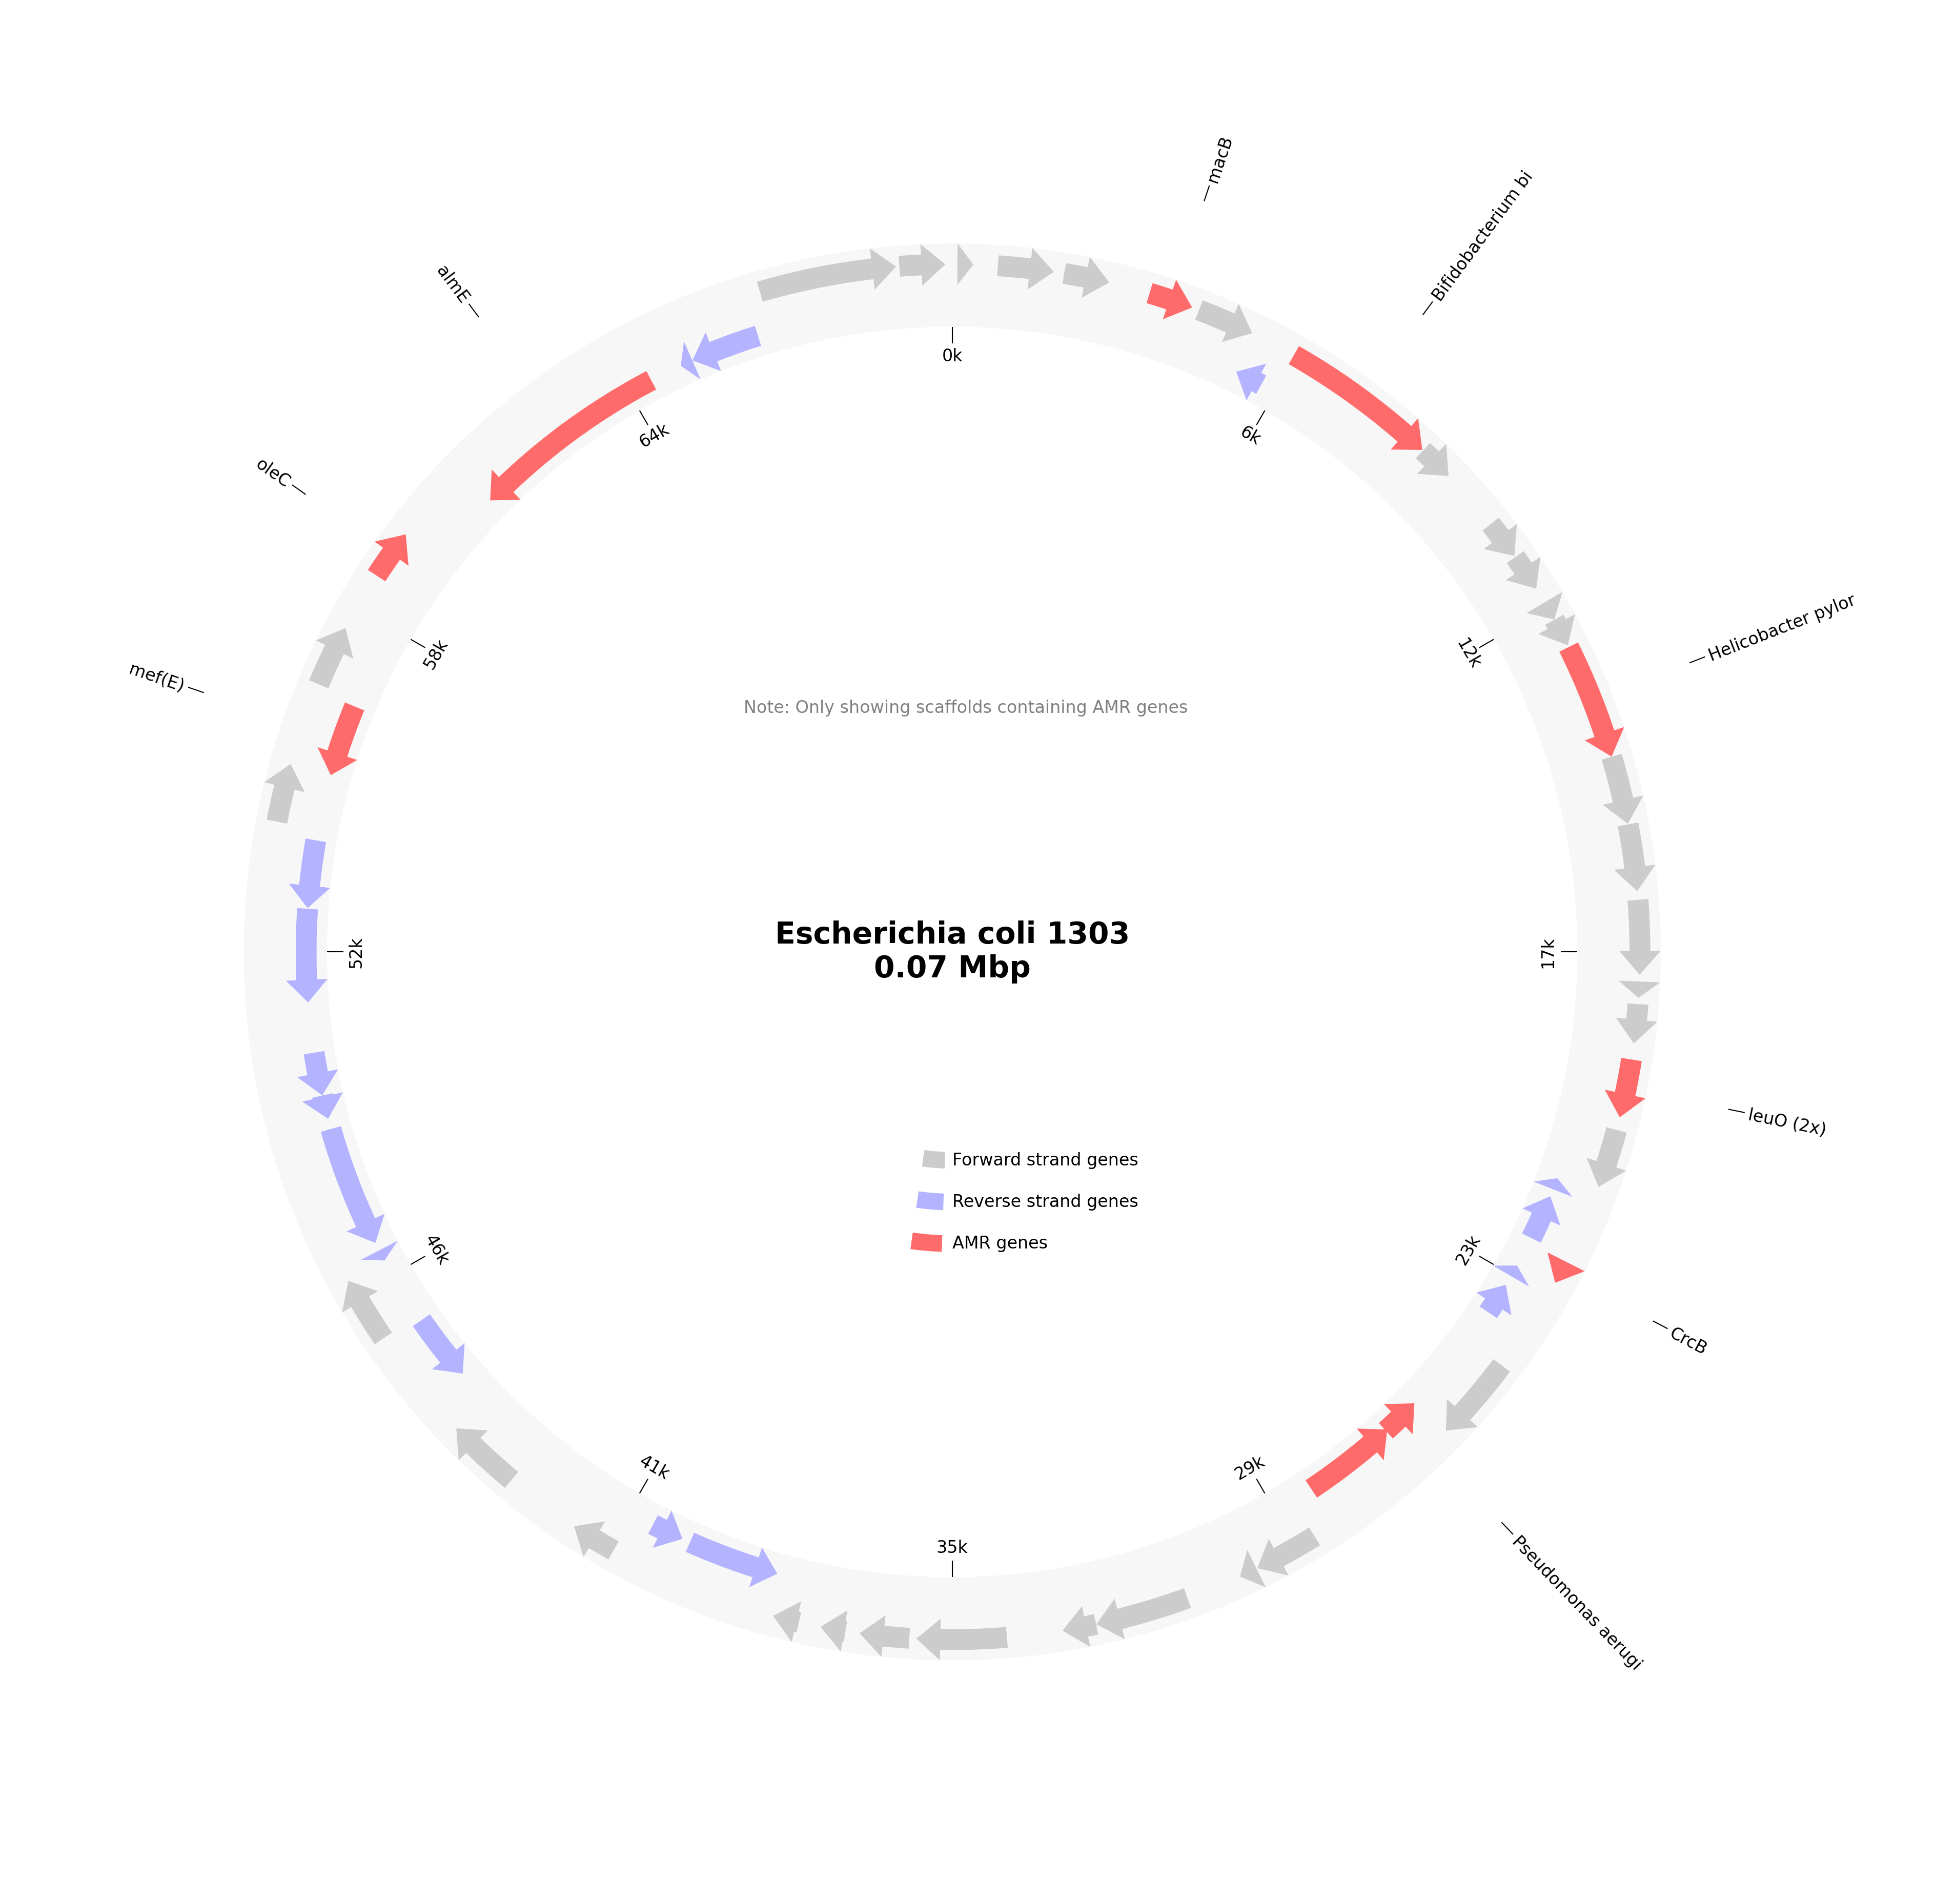 macB
Bifidobacterium bi
almE
0k
6k
64k
oleC
Helicobacter pylor
12k
58k
mef(E)
Note: Only showing scaffolds containing AMR genes
Escherichia coli 1303
0.07 Mbp
52k
17k
leuO (2x)
Forward strand genes
Reverse strand genes
AMR genes
46k
23k
CrcB
41k
29k
35k
Pseudomonas aerugi